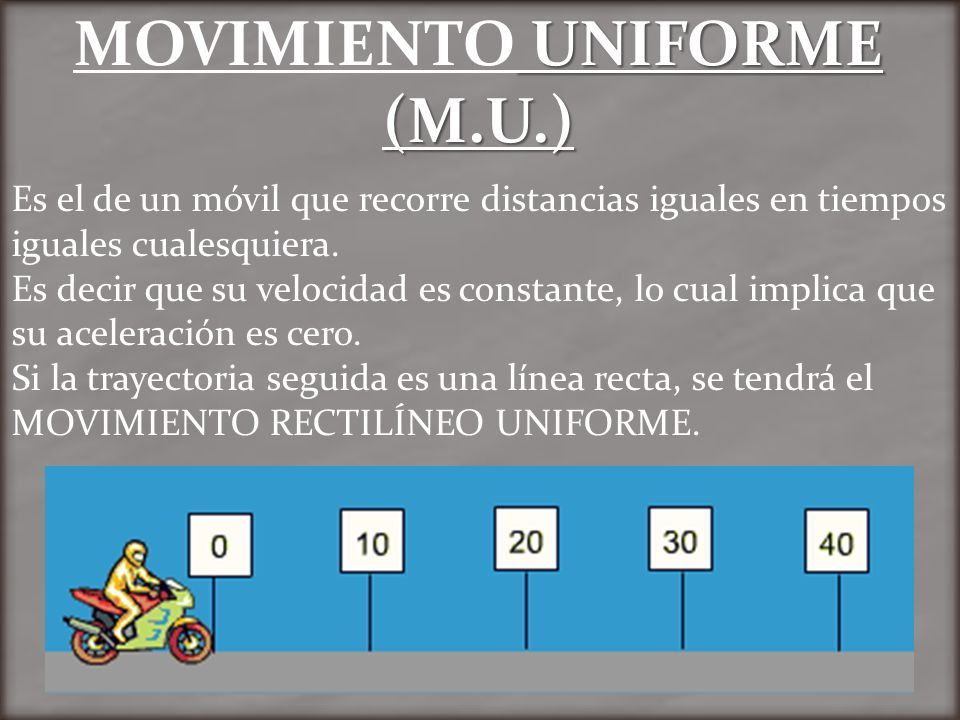 MOVIMIENTO UNIFORME
(M.U.)
Es el de un móvil que recorre distancias iguales en tiempos
iguales cualesquiera.
Es decir que su velocidad es constante, lo cual implica que
su aceleración es cero.
Si la trayectoria seguida es una línea recta, se tendrá el
MOVIMIENTO RECTILÍNEO UNIFORME.
0 10 20 30 40